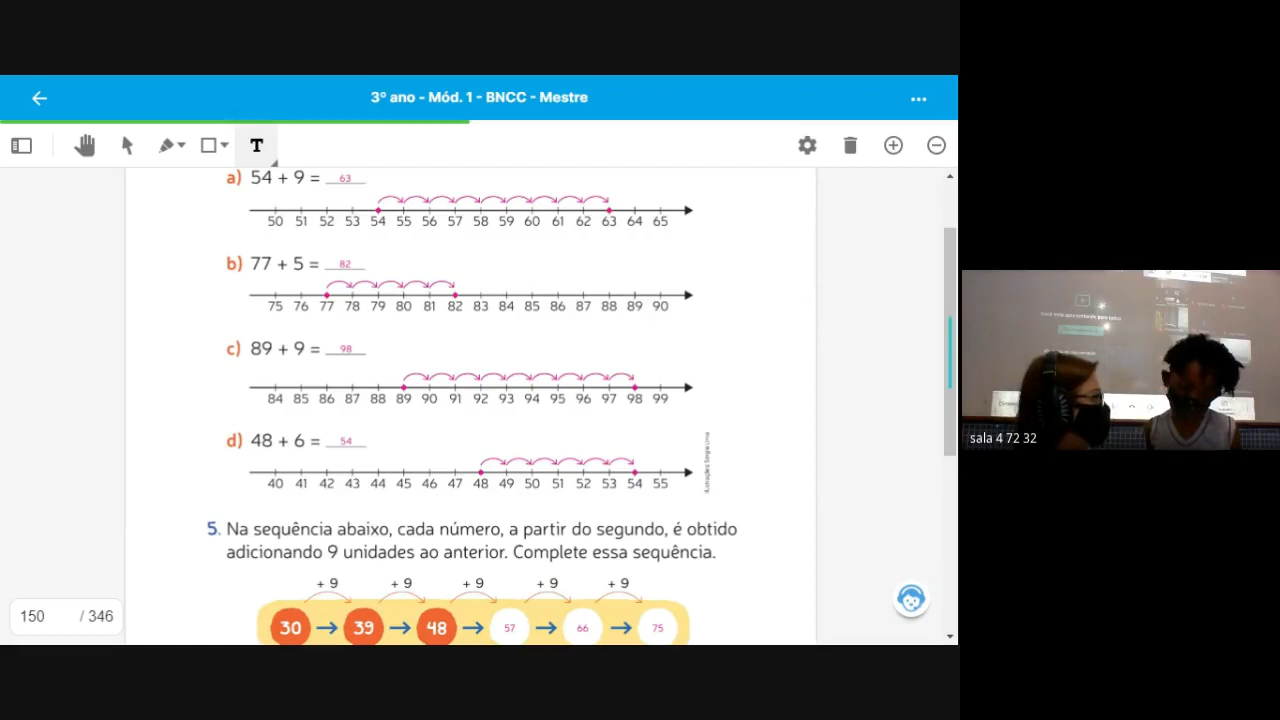 3º ano - Mód. 1 - BNCC - Mestre
T
a) 54 + 9 = 63
50 51 52 53 54 55 56 57 58 59 60 61 62 63 64 65
b) 77 + 5 = 82
75 76 77 78 79 80 81 82 83 84 85 86 87 88 89 90
c) 89 + 9 = 98
84 85 86 87 88 89 90 91 92 93 94 95 96 97 98 99
d) 48 + 6 = 54
40 41 42 43 44 45 46 47 48 49 50 51 52 53 54 55
5. Na sequência abaixo, cada número, a partir do segundo, é obtido
adicionando 9 unidades ao anterior. Complete essa sequência.
+ 9 + 9 + 9 + 9 + 9
30 39 48 57 66 75
150 / 346
sala 4 72 32